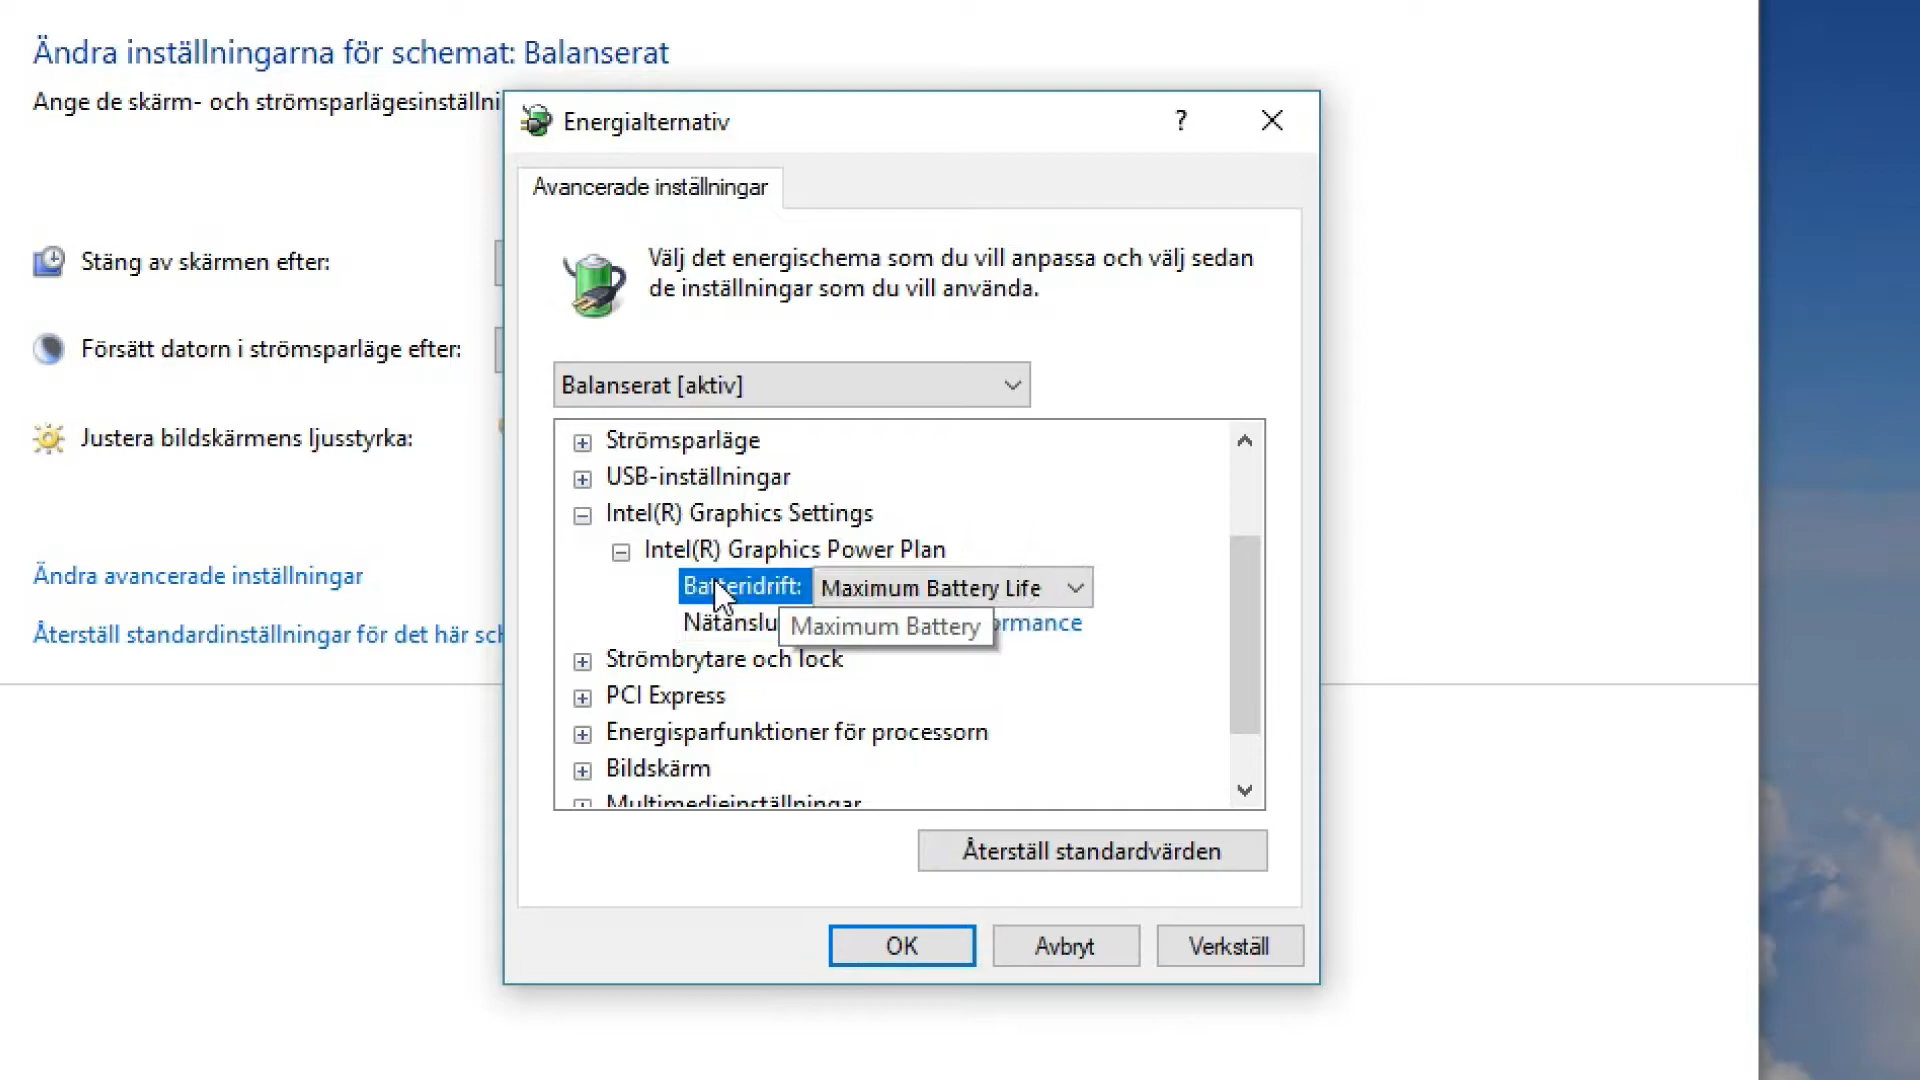 Ändra inställningarna för schemat: Balanserat
Ange de skärm- och strömsparlägesinställni
Stäng av skärmen efter:
Försätt datorn i strömsparläge efter:
Justera bildskärmens ljusstyrka:
Ändra avancerade inställningar
Återställ standardinställningar för det här sch
Energialternativ
?
Avancerade inställningar
Välj det energischema som du vill anpassa och välj sedan
de inställningar som du vill använda.
Balanserat [aktiv]
Strömsparläge
USB-inställningar
Intel(R) Graphics Settings
Intel(R) Graphics Power Plan
Batteridrift: Maximum Battery Life
Nätanslu ormance
Maximum Battery
Strömbrytare och lock
PCI Express
Energisparfunktioner för processorn
Bildskärm
Multimedieinställningar
Återställ standardvärden
OK Avbryt Verkställ